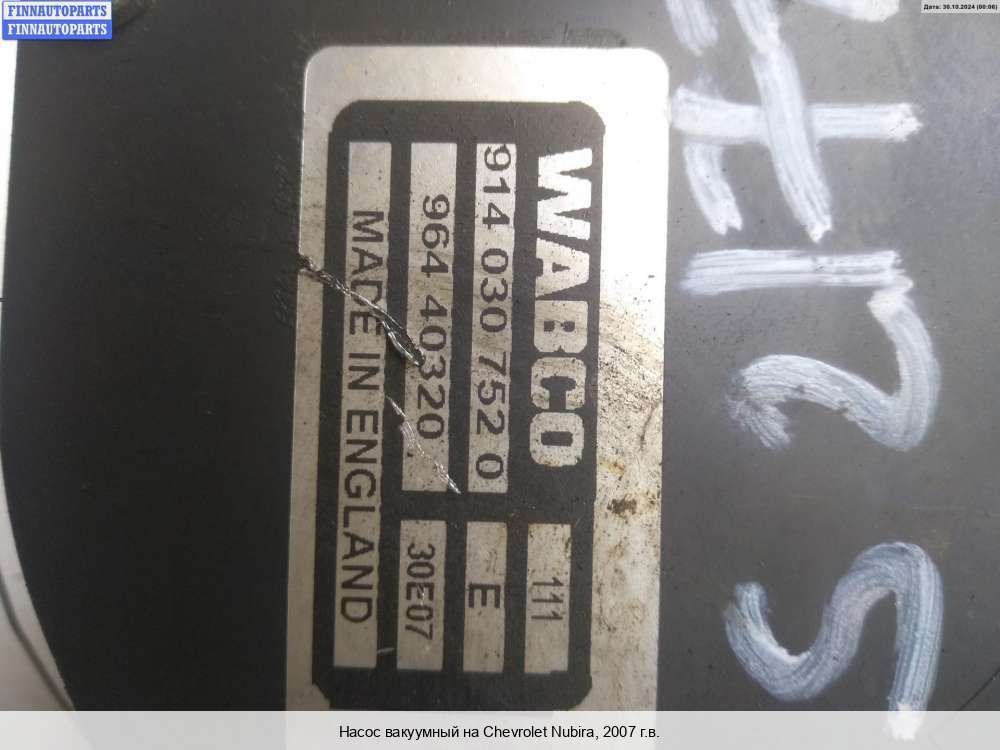 FINNAUTOPARTS
FINNAUTOPARTS
Дата: 30.10.2024 (00:06)
WABCO 111
914 030 752 0 E
964 40320 30E07
MADE IN ENGLAND
Насос вакуумный на Chevrolet Nubira, 2007 г.в.